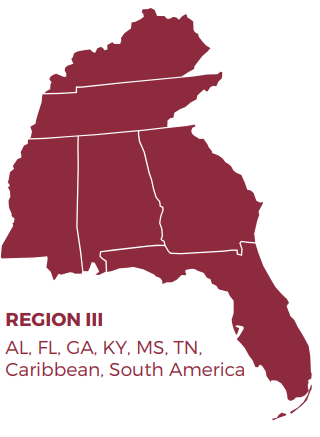 REGION III
AL, FL, GA, KY, MS, TN,
Caribbean, South America